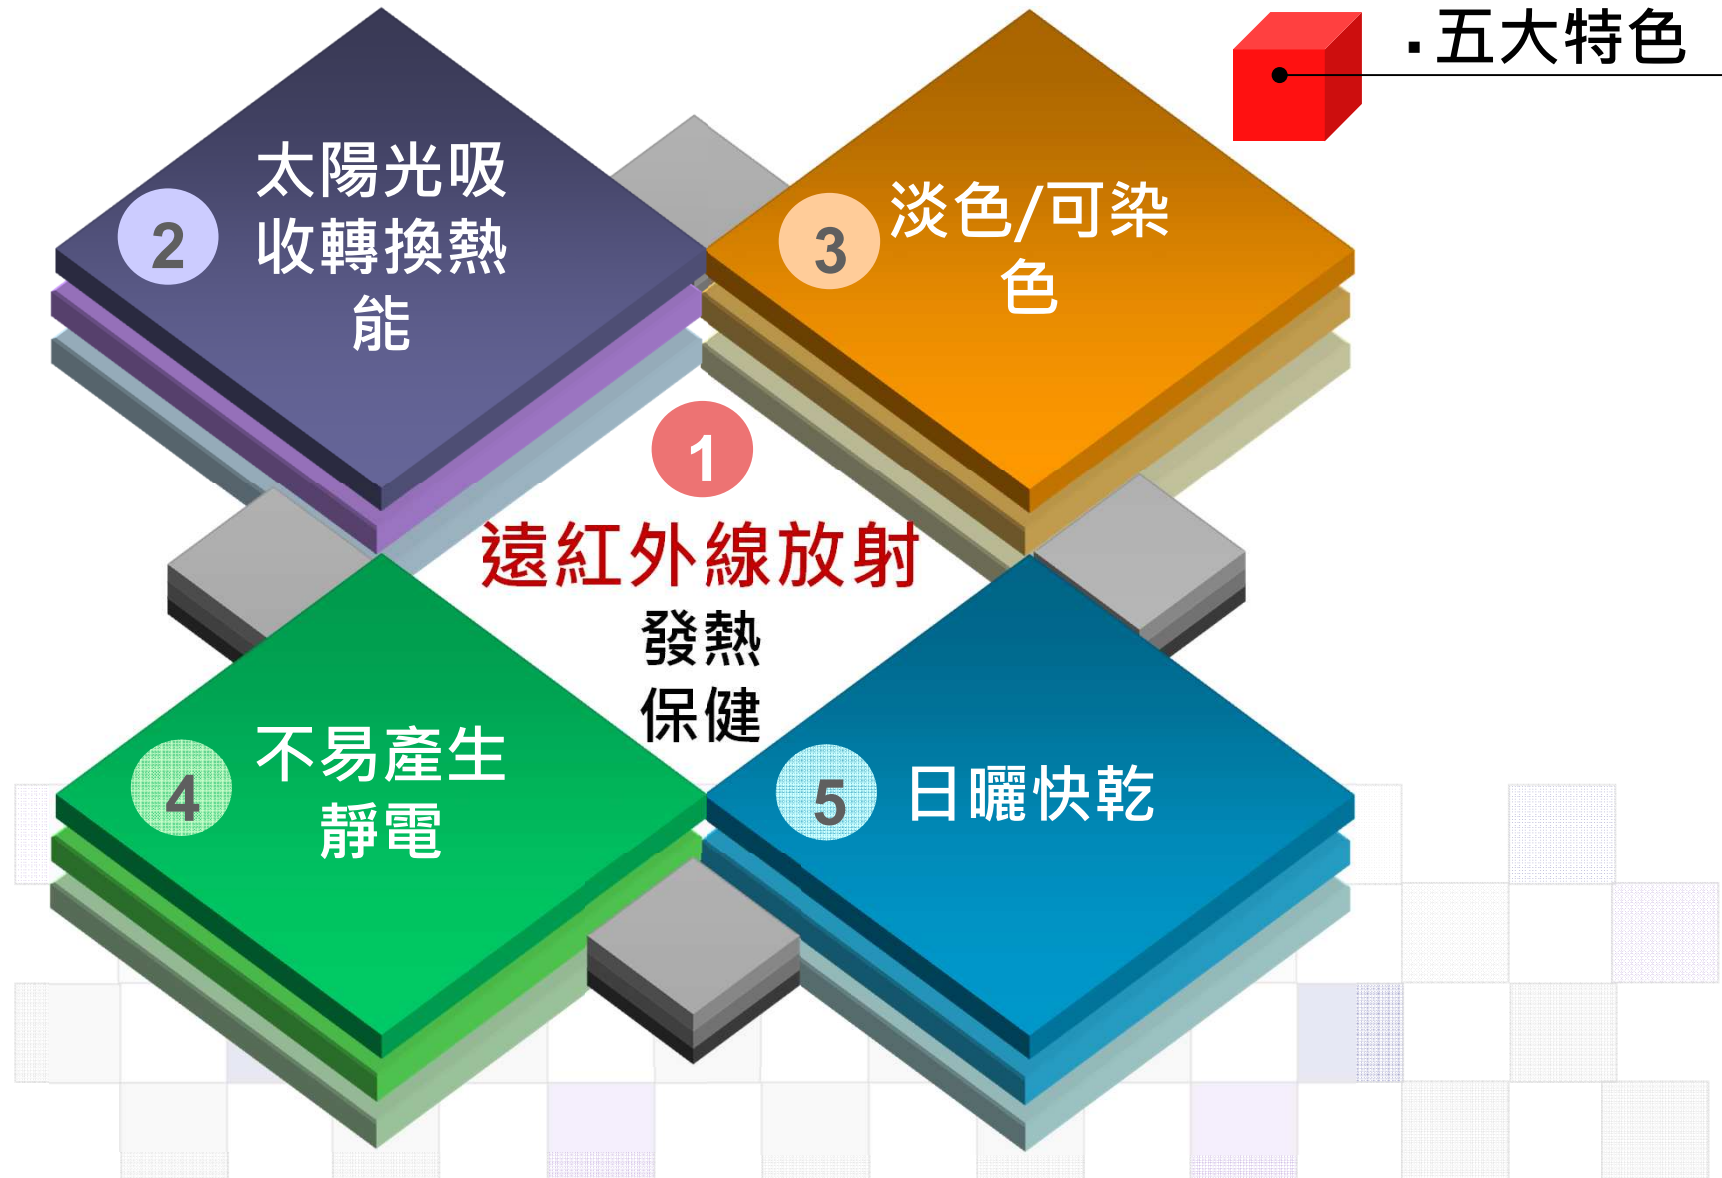 ▪五大特色
1
遠紅外線放射
發熱
保健
2
太陽光吸
收轉換熱
能
3
淡色/可染
色
4
不易產生
靜電
5
日曬快乾